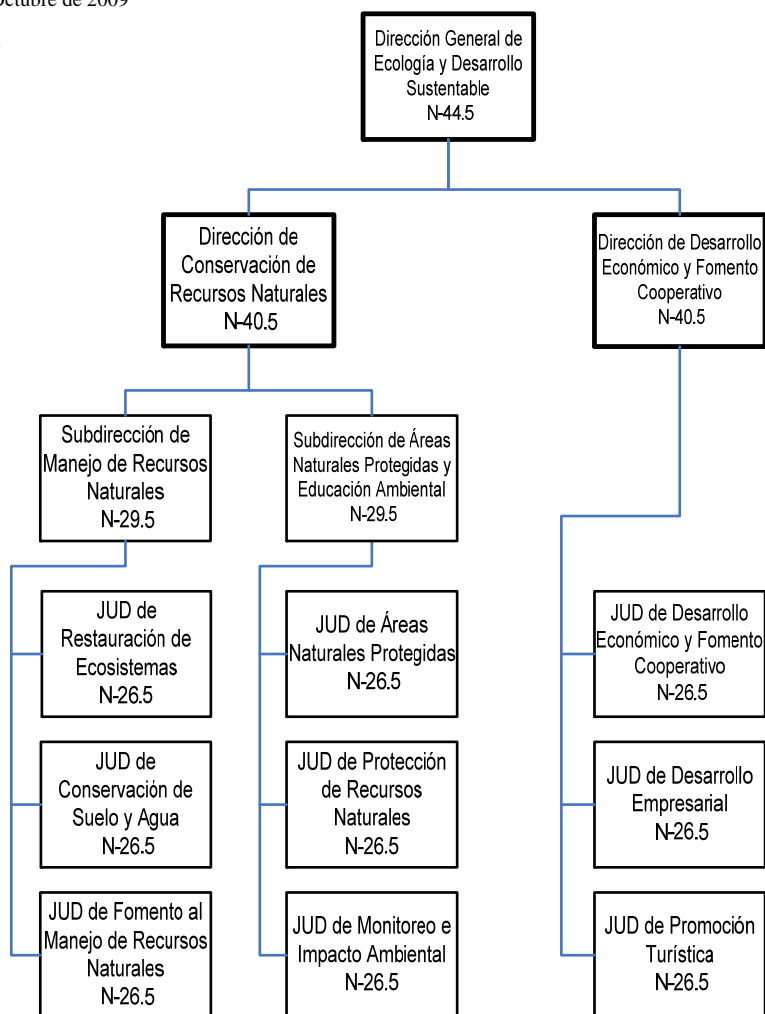 ctubre de 2009
Dirección General de
Ecología y Desarrollo
Sustentable
N-44.5
Dirección de
Conservación de
Recursos Naturales
N-40.5
Dirección de Desarrollo
Económico y Fomento
Cooperativo
N-40.5
Subdirección de
Manejo de Recursos
Naturales
N-29.5
Subdirección de Áreas
Naturales Protegidas y
Educación Ambiental
N-29.5
JUD de
Restauración de
Ecosistemas
N-26.5
JUD de Áreas
Naturales Protegidas
N-26.5
JUD de Desarrollo
Económico y Fomento
Cooperativo
N-26.5
JUD de
Conservación de
Suelo y Agua
N-26.5
JUD de Protección
de Recursos
Naturales
N-26.5
JUD de Desarrollo
Empresarial
N-26.5
JUD de Fomento al
Manejo de Recursos
Naturales
N-26.5
JUD de Monitoreo e
Impacto Ambiental
N-26.5
JUD de Promoción
Turística
N-26.5